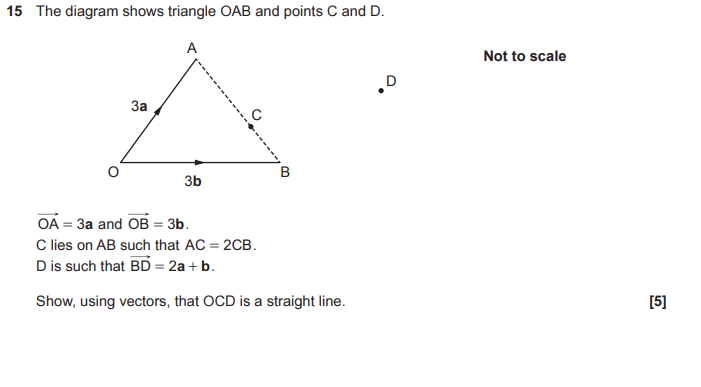 15 The diagram shows triangle OAB and points C and D.
A
Not to scale
D
3a
C
O
B
3b
OA = 3a and OB = 3b.
C lies on AB such that AC = 2CB.
D is such that BD = 2a + b.
Show, using vectors, that OCD is a straight line. [5]